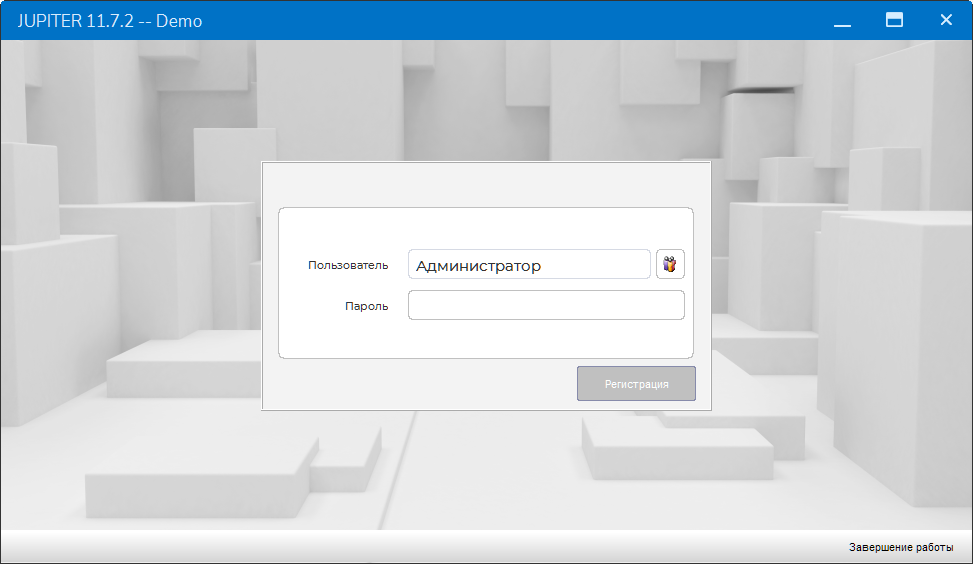 JUPITER 11.7.2 -- Demo
Пользователь Администратор
Пароль
Регистрация
Завершение работы